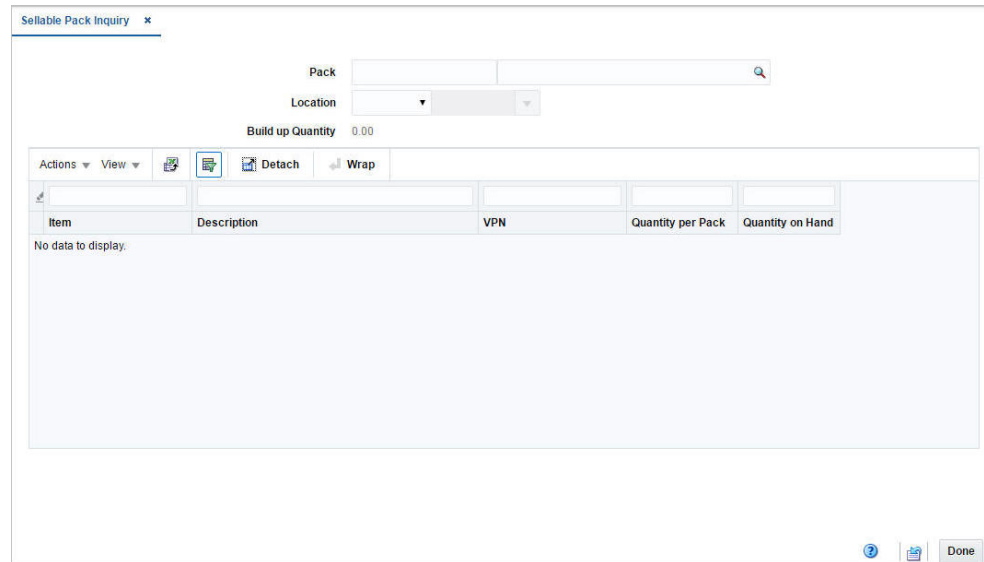 Sellable Pack Inquiry
Pack
Location
Build up Quantity 0.00
Actions View Detach Wrap
Item Description VPN Quantity per Pack Quantity on Hand
No data to display.
Done